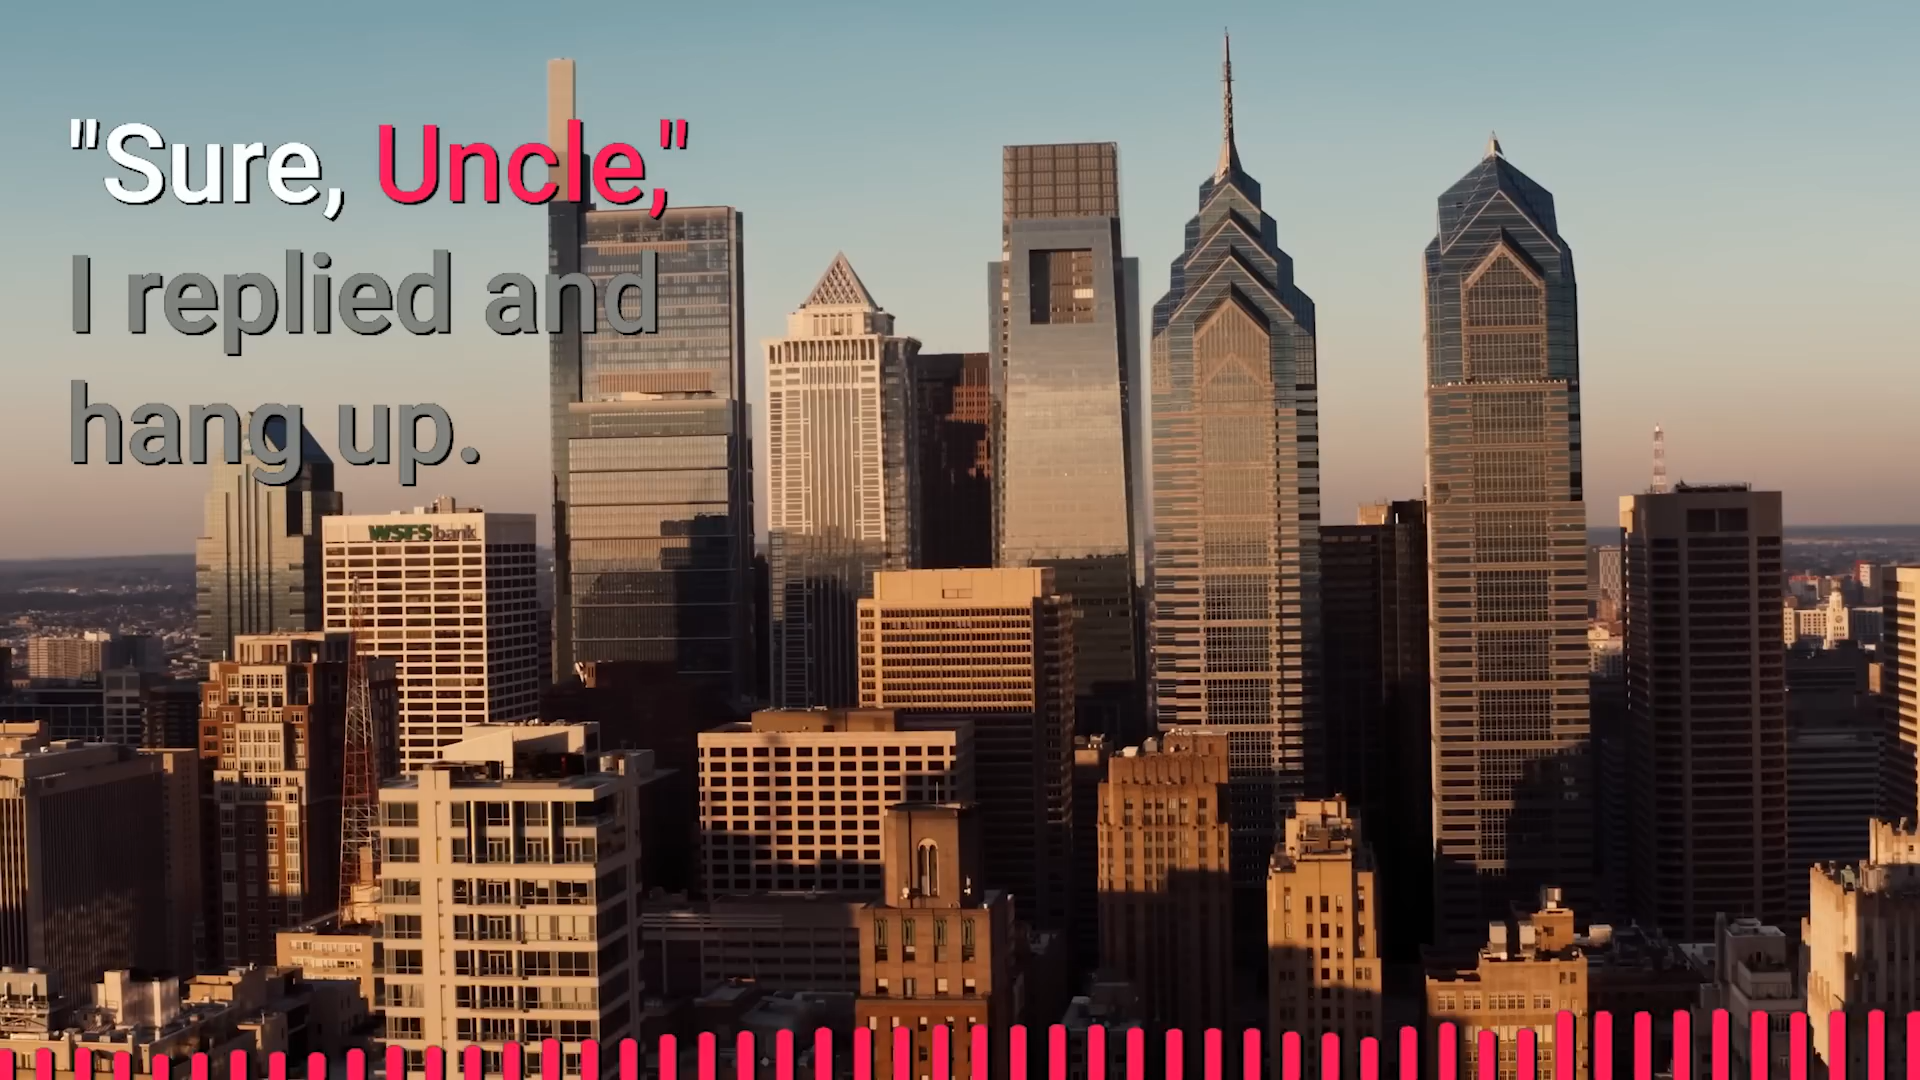 "Sure, Uncle,"
I replied and
hang up.
WSFS bank